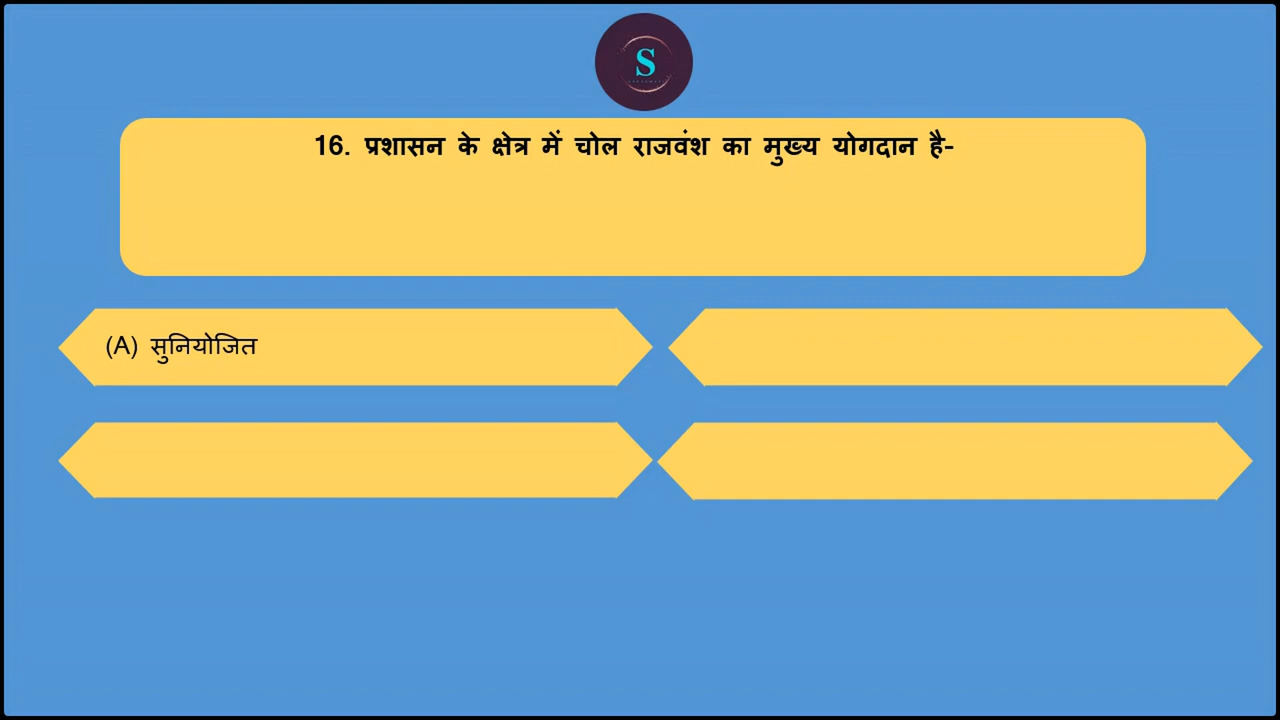 S
16. प्रशासन के क्षेत्र में चोल राजवंश का मुख्य योगदान है-
(A) सुनियोजित